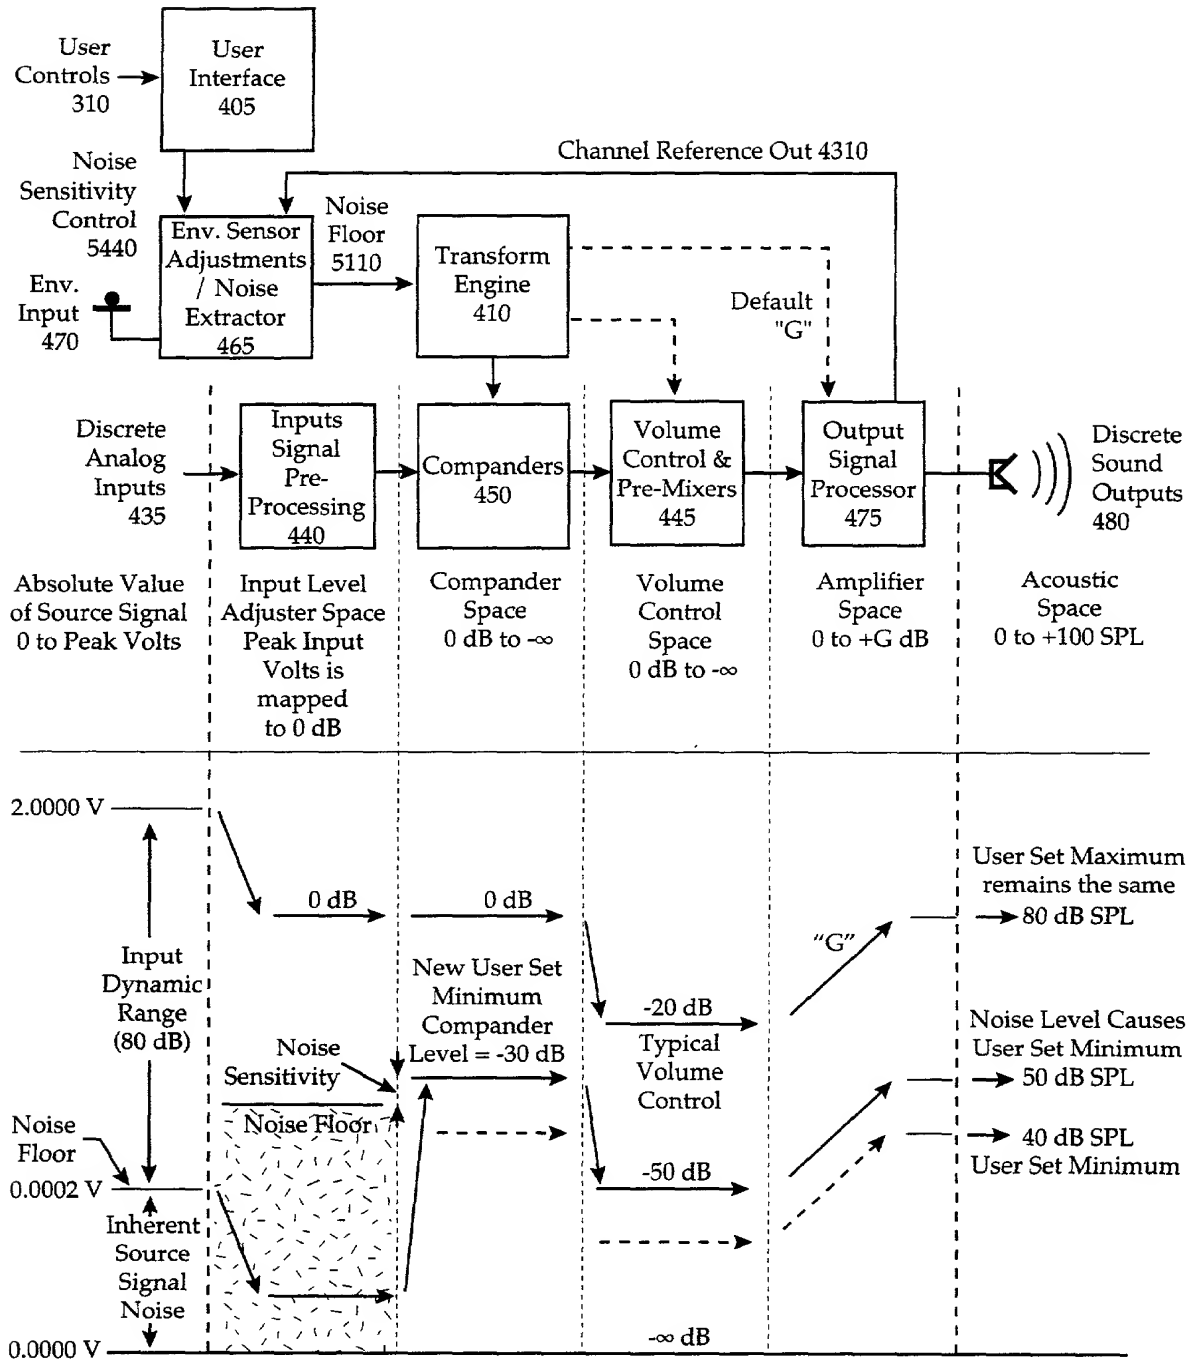 User
Controls
310
User
Interface
405
Noise
Sensitivity
Control
5440
Channel Reference Out 4310
Env. Sensor
Adjustments
/ Noise
Extractor
465
Noise
Floor
5110
Transform
Engine
410
Default
"G"
Env.
Input
470
Discrete
Analog
Inputs
435
Inputs
Signal
Pre-
Processing
440
Companders
450
Volume
Control &
Pre-Mixers
445
Output
Signal
Processor
475
Discrete
Sound
Outputs
480
Absolute Value
of Source Signal
0 to Peak Volts
Input Level
Adjuster Space
Peak Input
Volts is
mapped
to 0 dB
Compander
Space
0 dB to -∞
Volume
Control
Space
0 dB to -∞
Amplifier
Space
0 to +G dB
Acoustic
Space
0 to +100 SPL
2.0000 V
Input
Dynamic
Range
(80 dB)
Noise
Floor
0.0002 V
Inherent
Source
Signal
Noise
0.0000 V
0 dB
Noise
Sensitivity
Noise Floor
0 dB
New User Set
Minimum
Compander
Level = -30 dB
-20 dB
Typical
Volume
Control
-50 dB
-∞ dB
"G"
User Set Maximum
remains the same
80 dB SPL
Noise Level Causes
User Set Minimum
50 dB SPL
40 dB SPL
User Set Minimum